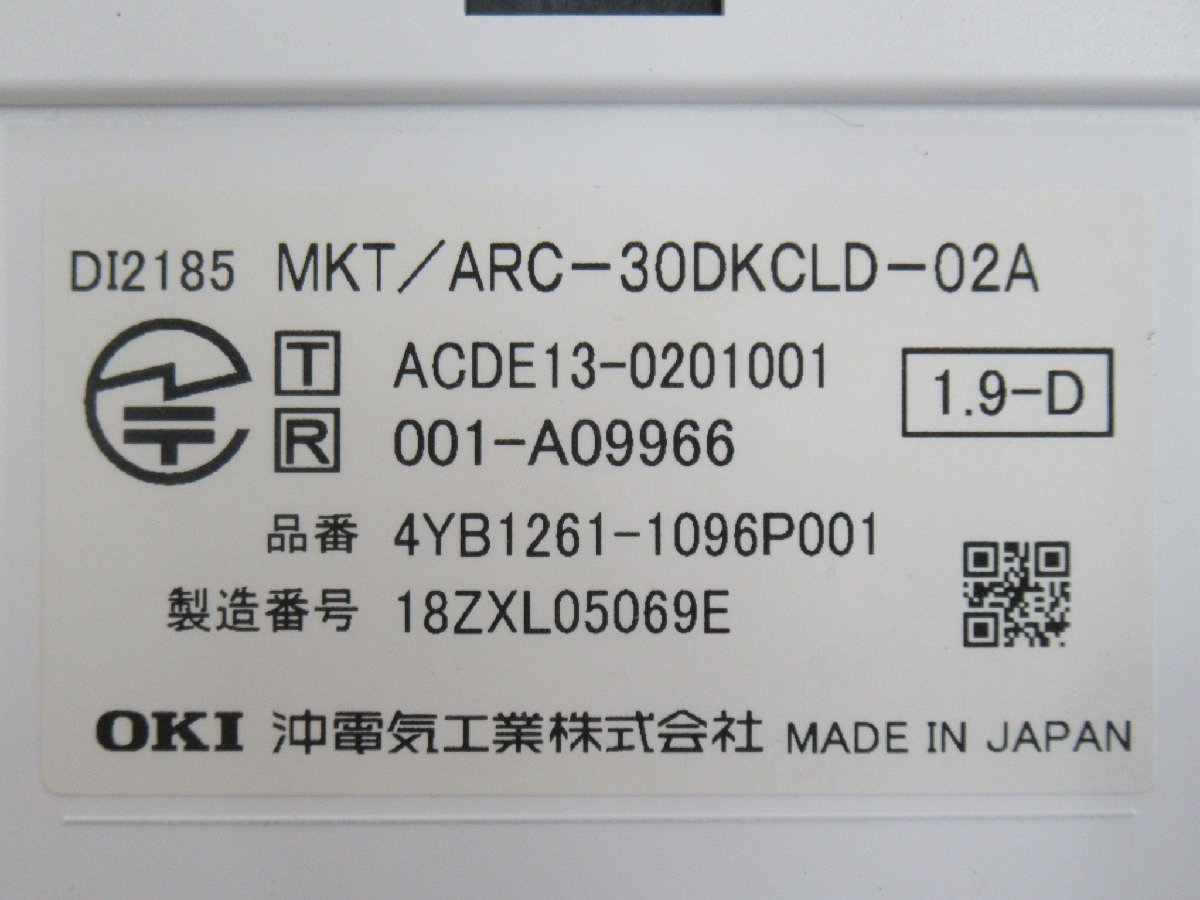 DI2185 MKT/ARC-30DKCLD-02A
T ACDE13-0201001
1.9-D
R 001-A09966
品番 4YB1261-1096P001
製造番号 18ZXL05069E
OKI 沖電気工業株式会社 MADE IN JAPAN